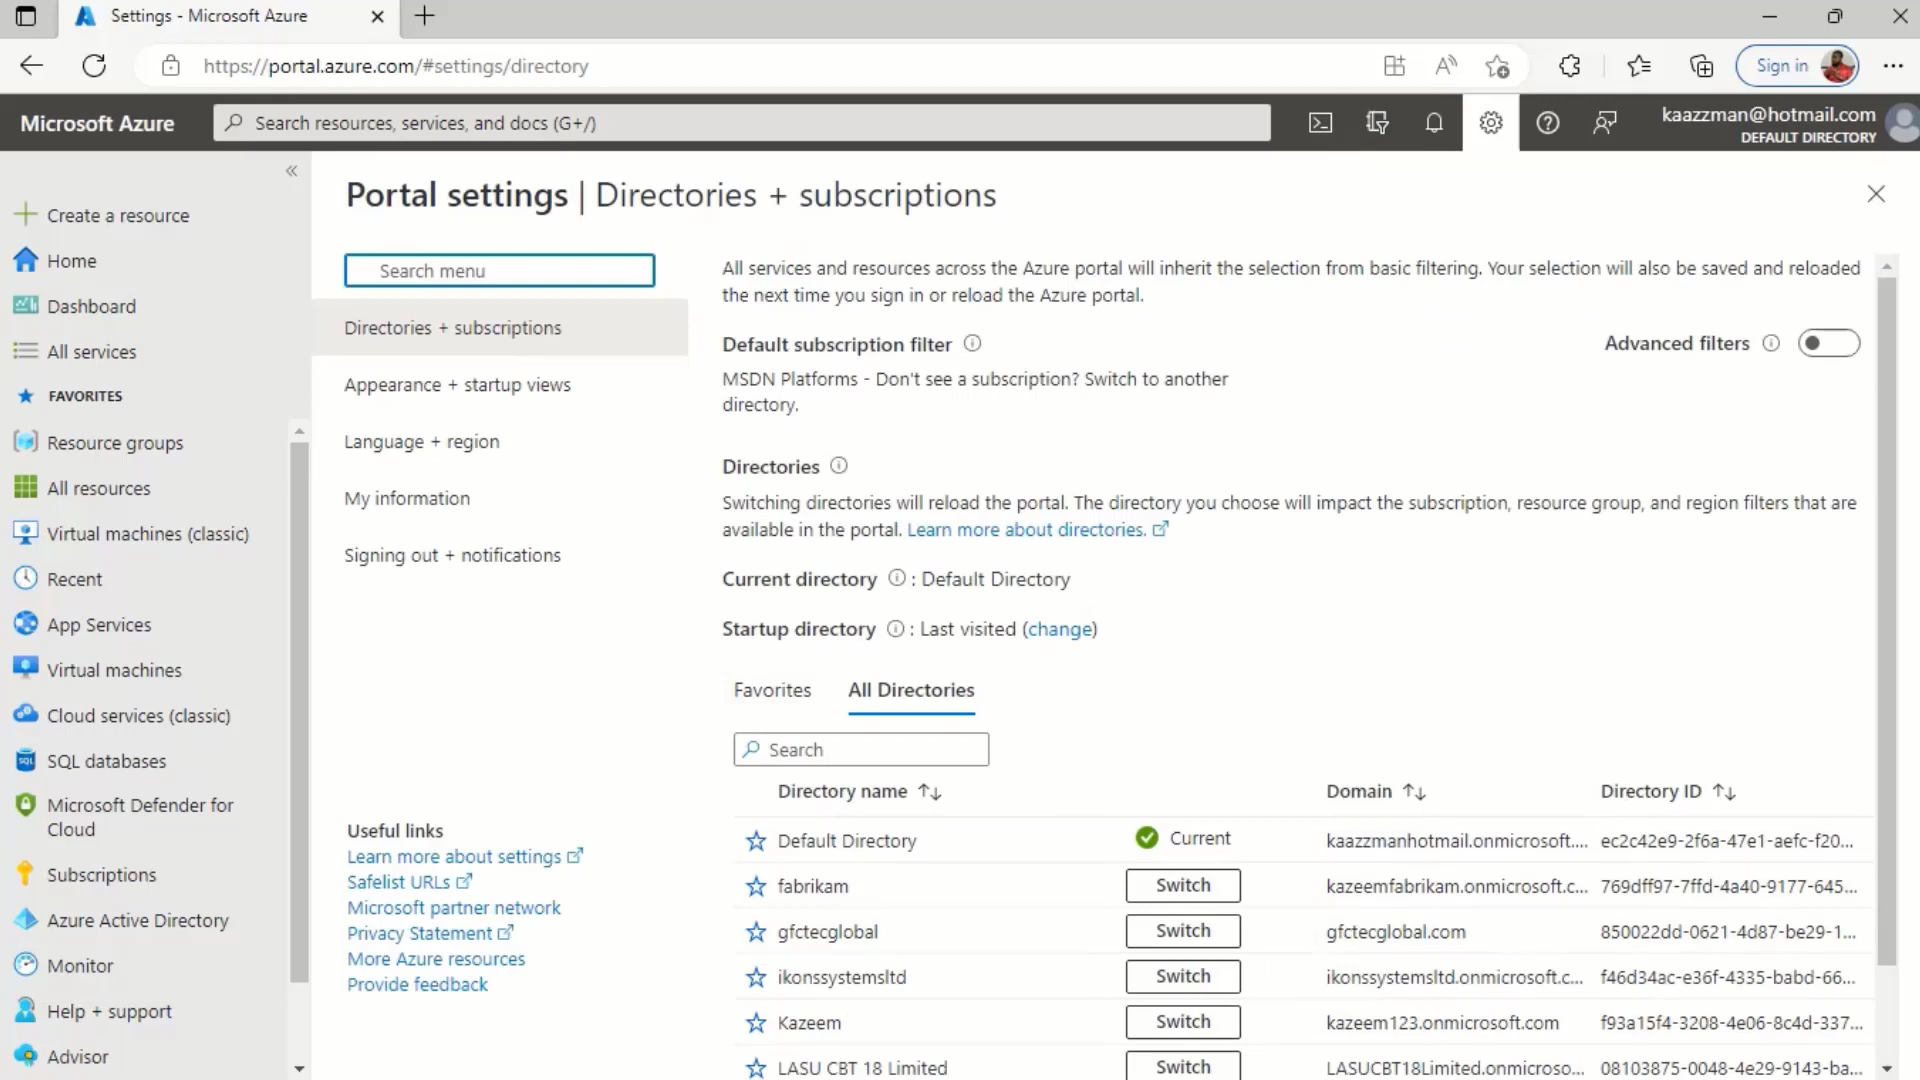 Settings - Microsoft Azure
https://portal.azure.com/#settings/directory
Sign in
Microsoft Azure
Search resources, services, and docs (G+/)
kaazzman@hotmail.com
DEFAULT DIRECTORY
Create a resource
Home
Dashboard
All services
FAVORITES
Resource groups
All resources
Virtual machines (classic)
Recent
App Services
Virtual machines
Cloud services (classic)
SQL databases
Microsoft Defender for
Cloud
Subscriptions
Azure Active Directory
Monitor
Help + support
Advisor
Portal settings | Directories + subscriptions
Search menu
Directories + subscriptions
Appearance + startup views
Language + region
My information
Signing out + notifications
Useful links
Learn more about settings
Safelist URLs
Microsoft partner network
Privacy Statement
More Azure resources
Provide feedback
All services and resources across the Azure portal will inherit the selection from basic filtering. Your selection will also be saved and reloaded
the next time you sign in or reload the Azure portal.
Default subscription filter
Advanced filters
MSDN Platforms - Don't see a subscription? Switch to another
directory.
Directories
Switching directories will reload the portal. The directory you choose will impact the subscription, resource group, and region filters that are
available in the portal. Learn more about directories.
Current directory : Default Directory
Startup directory : Last visited (change)
Favorites All Directories
Search
Directory name Domain Directory ID
Default Directory Current kaazzmanhotmail.onmicrosoft.... ec2c42e9-2f6a-47e1-aefc-f20...
fabrikam Switch kazeemfabrikam.onmicrosoft.c... 769dff97-7ffd-4a40-9177-645...
gfctecglobal Switch gfctecglobal.com 850022dd-0621-4d87-be29-1...
ikonssystemsltd Switch ikonssystemsltd.onmicrosoft.c... f46d34ac-e36f-4335-babd-66...
Kazeem Switch kazeem123.onmicrosoft.com f93a15f4-3208-4e06-8c4d-337...
LASU CBT 18 Limited Switch LASUCBT18Limited.onmicroso... 08103875-0048-4e29-9143-ba...